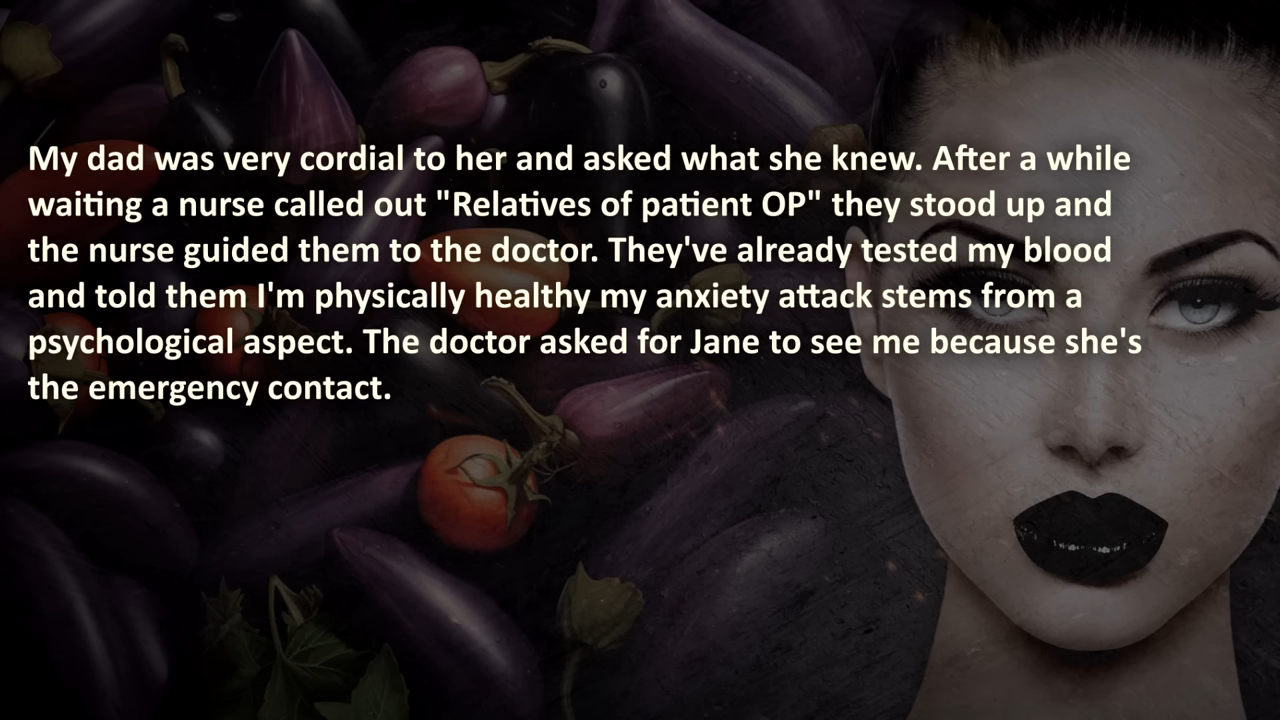 My dad was very cordial to her and asked what she knew. After a while
waiting a nurse called out "Relatives of patient OP" they stood up and
the nurse guided them to the doctor. They've already tested my blood
and told them I'm physically healthy my anxiety attack stems from a
psychological aspect. The doctor asked for Jane to see me because she's
the emergency contact.